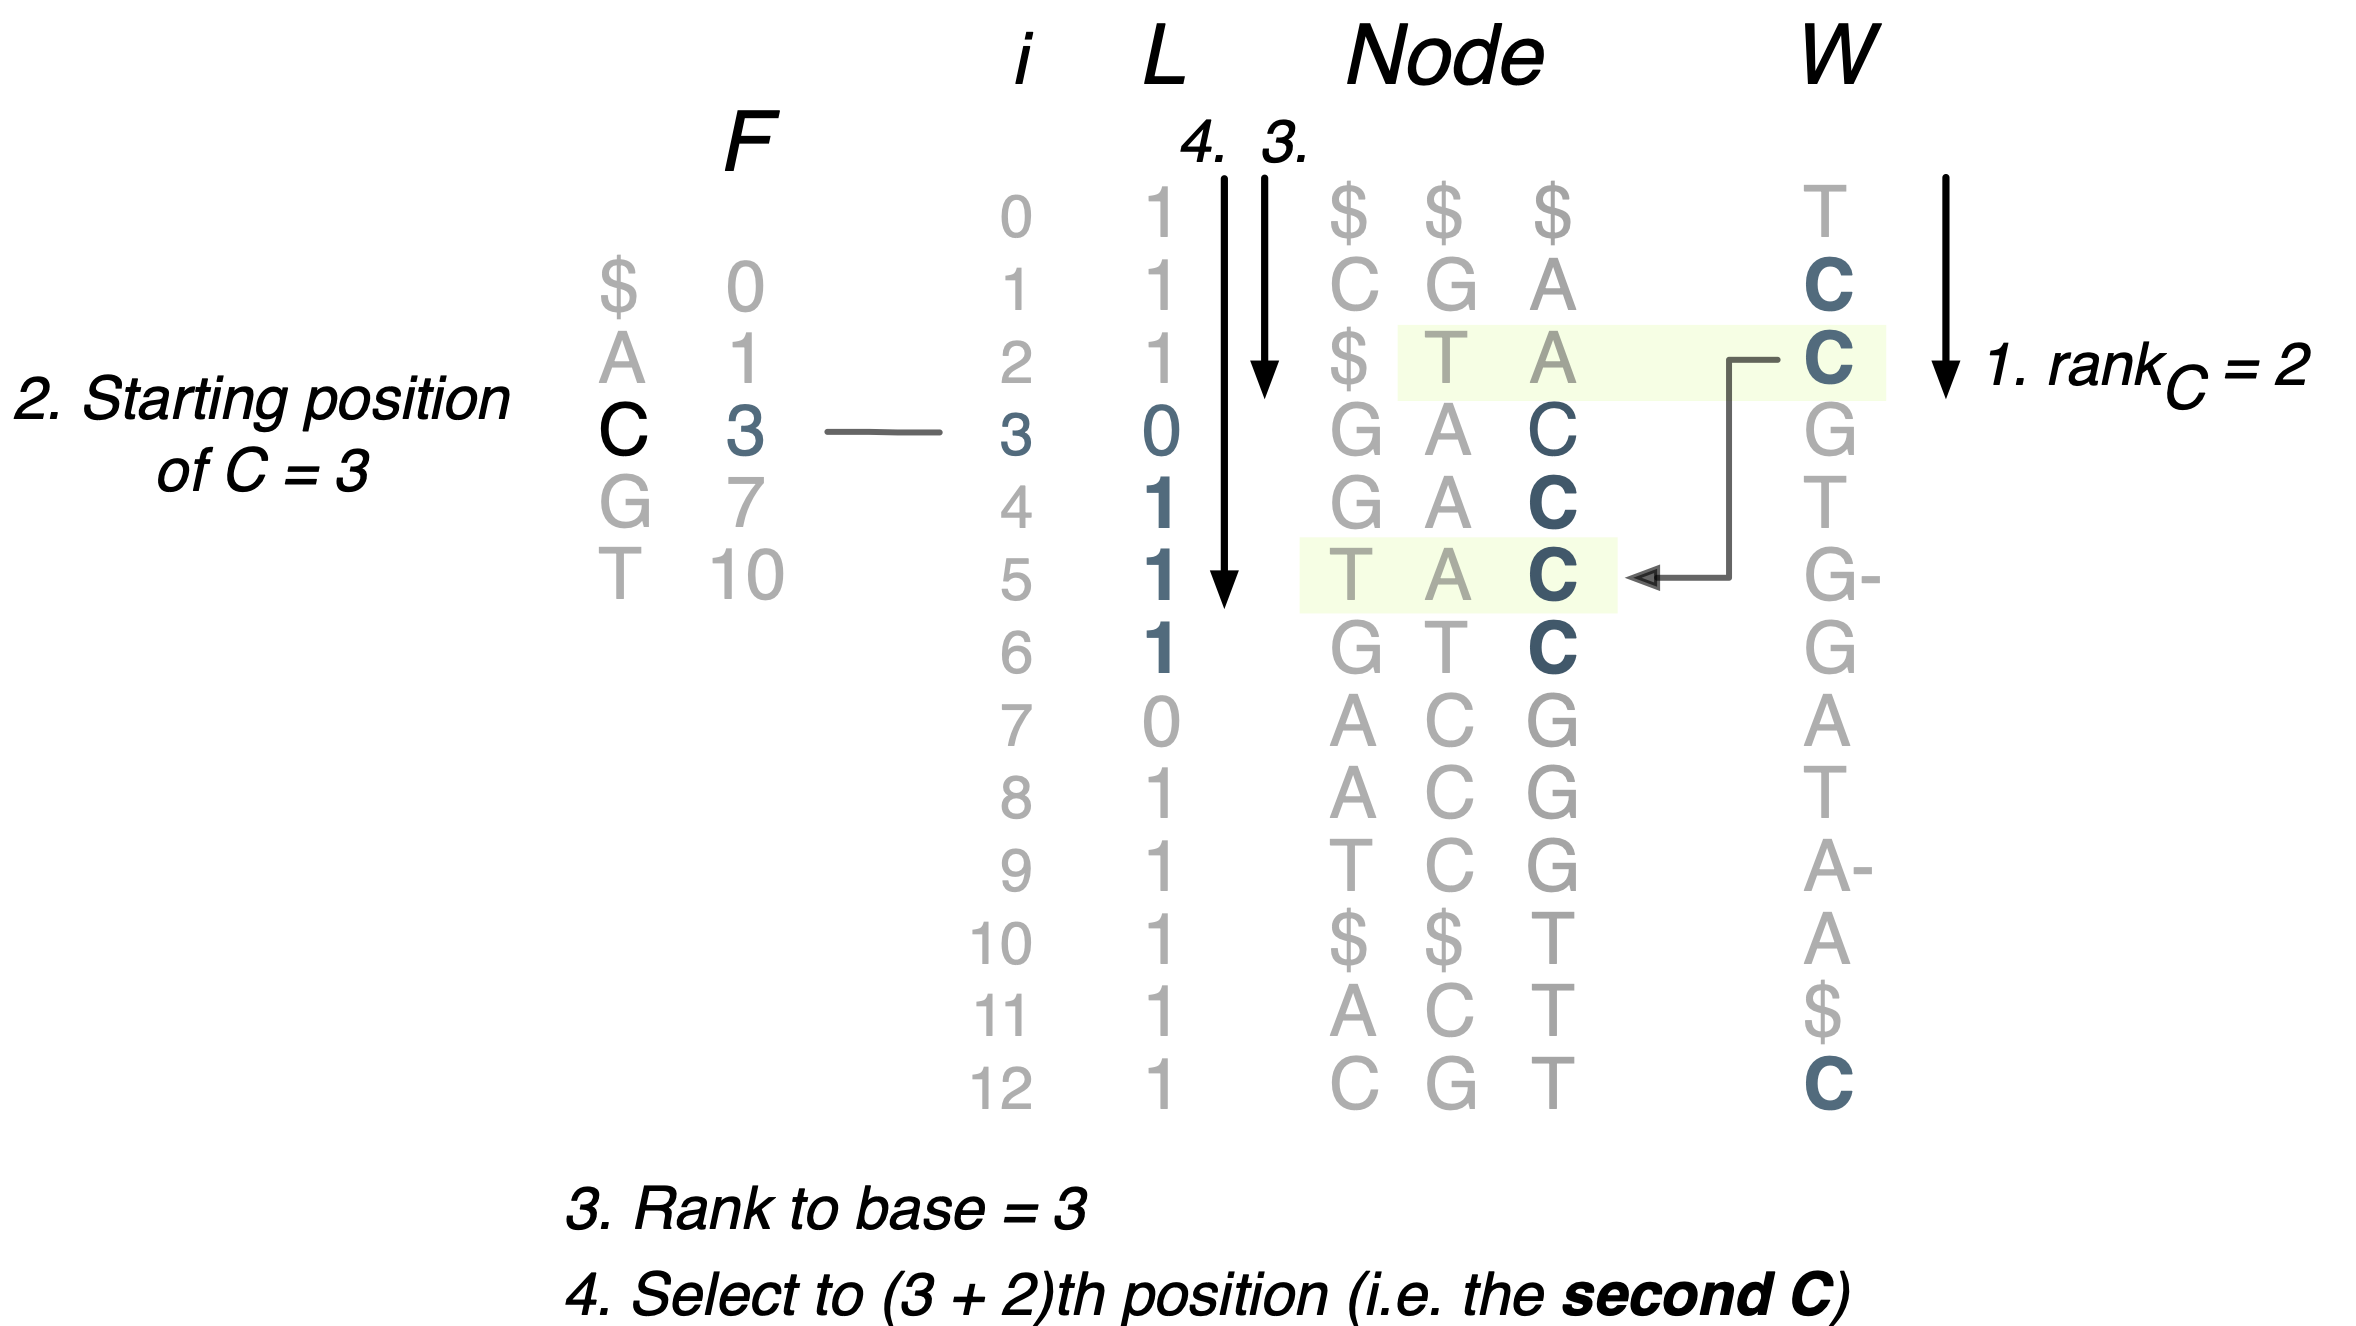 i L Node W
F
4. 3.
0 1 $ $ $ T
$ 0 1 1 C G A C
A 1 2 1 $ T A C
1. rankC = 2
2. Starting position
of C = 3
C 3 3 0 G A C G
G 7 4 1 G A C T
T 10 5 1 T A C G-
6 1 G T C G
7 0 A C G A
8 1 A C G T
9 1 T C G A-
10 1 $ $ T A
11 1 A C T $
12 1 C G T C
3. Rank to base = 3
4. Select to (3 + 2)th position (i.e. the second C)